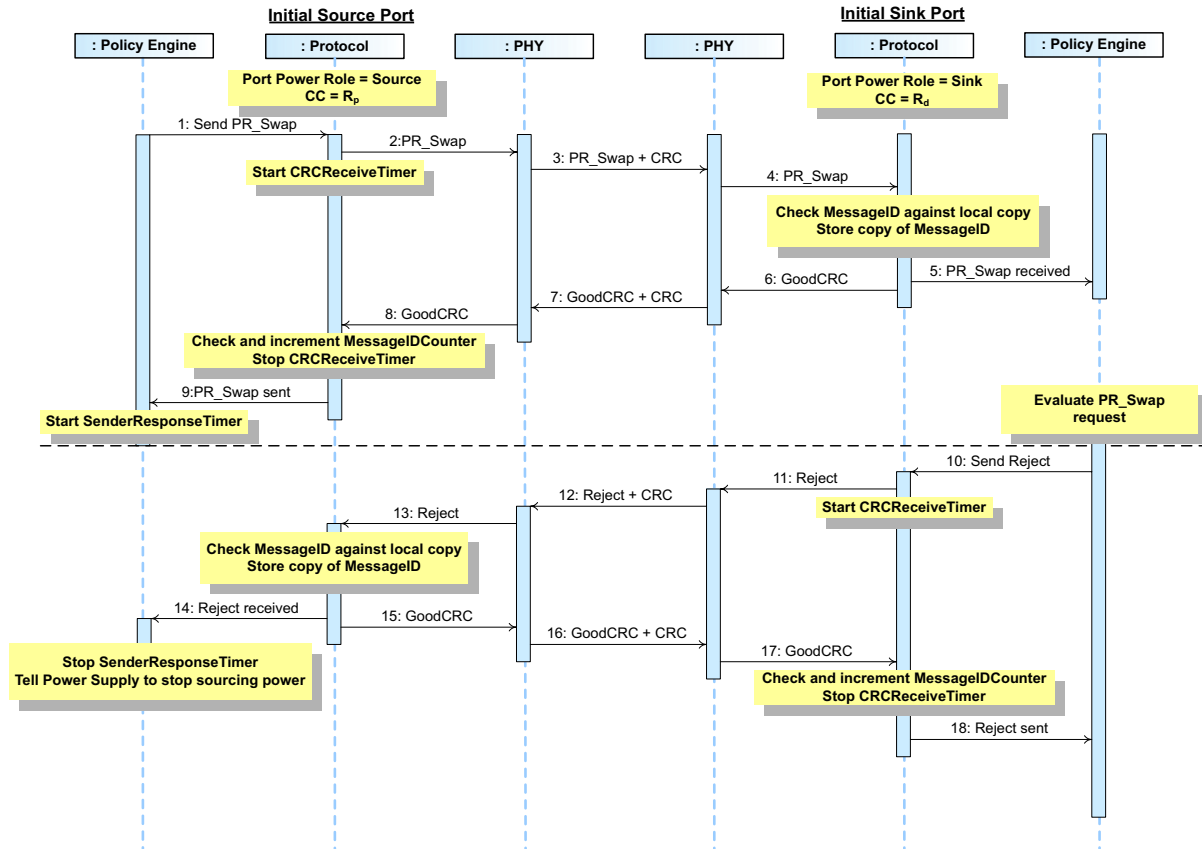 Initial Source Port
Initial Sink Port
: Policy Engine
: Protocol
: PHY
: PHY
: Protocol
: Policy Engine
Port Power Role = Source
CC = Rp
Port Power Role = Sink
CC = Rd
1: Send PR_Swap
2:PR_Swap
Start CRCReceiveTimer
3: PR_Swap + CRC
4: PR_Swap
Check MessageID against local copy
Store copy of MessageID
5: PR_Swap received
6: GoodCRC
7: GoodCRC + CRC
8: GoodCRC
Check and increment MessageIDCounter
Stop CRCReceiveTimer
9:PR_Swap sent
Start SenderResponseTimer
Evaluate PR_Swap
request
10: Send Reject
11: Reject
Start CRCReceiveTimer
12: Reject + CRC
13: Reject
Check MessageID against local copy
Store copy of MessageID
14: Reject received
15: GoodCRC
16: GoodCRC + CRC
17: GoodCRC
Stop SenderResponseTimer
Tell Power Supply to stop sourcing power
Check and increment MessageIDCounter
Stop CRCReceiveTimer
18: Reject sent